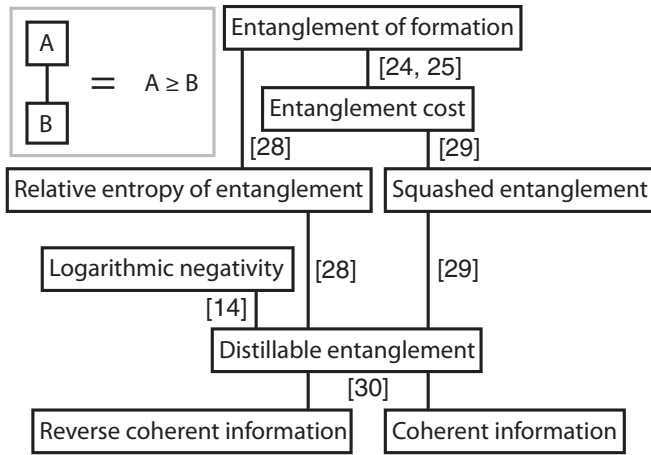 A
B
= A ≥ B
Entanglement of formation
[24, 25]
Entanglement cost
[28]
[29]
Relative entropy of entanglement
Squashed entanglement
Logarithmic negativity
[28]
[29]
[14]
Distillable entanglement
[30]
Reverse coherent information
Coherent information